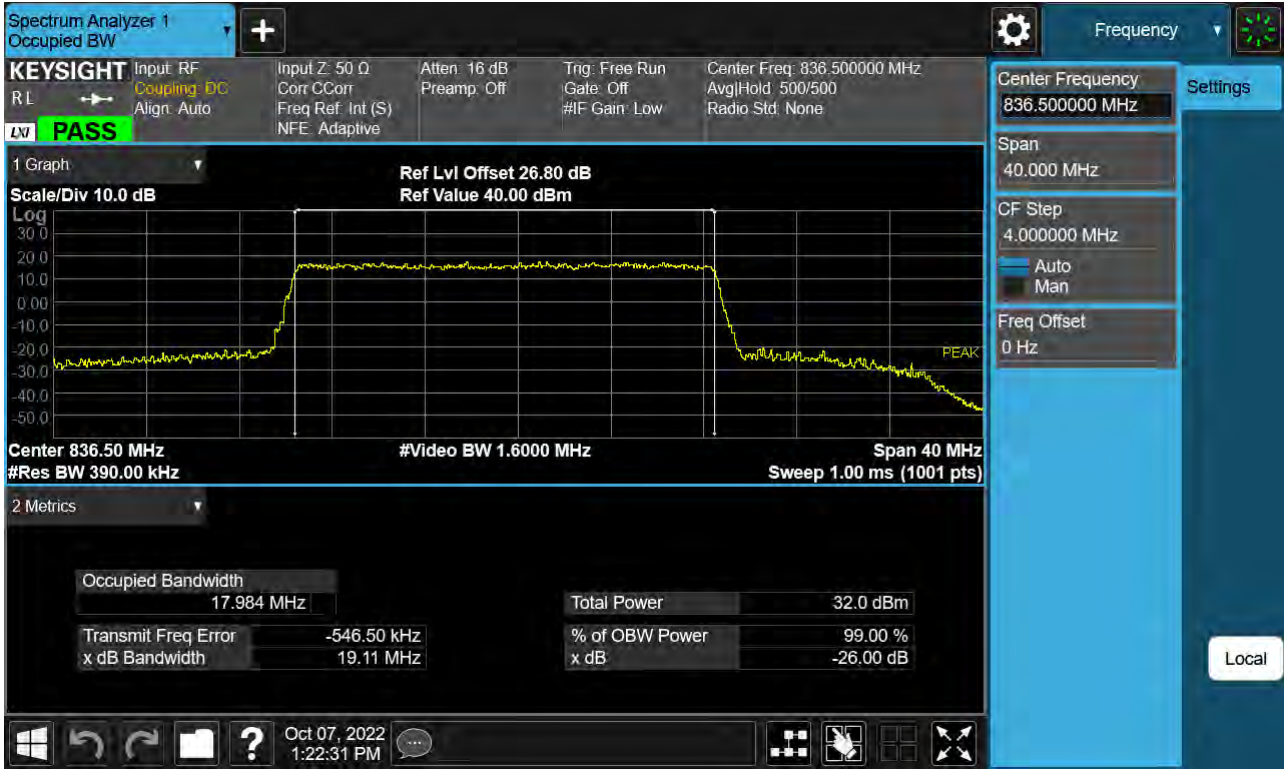 Spectrum Analyzer 1
Occupied BW
+
Frequency
KEYSIGHT
R L
LXI
PASS
Input: RF
Coupling: DC
Align: Auto
Input Z: 50 Ω
Corr CCorr
Freq Ref: Int (S)
NFE: Adaptive
Atten: 16 dB
Preamp: Off
Trig: Free Run
Gate: Off
#IF Gain: Low
Center Freq: 836.500000 MHz
Avg|Hold: 500/500
Radio Std: None
Center Frequency
836.500000 MHz
Settings
Span
40.000 MHz
CF Step
4.000000 MHz
Auto
Man
Freq Offset
0 Hz
Local
1 Graph
Scale/Div 10.0 dB
Ref Lvl Offset 26.80 dB
Ref Value 40.00 dBm
Log
30.0
20.0
10.0
0.00
-10.0
-20.0
-30.0
-40.0
-50.0
PEAK
Center 836.50 MHz
#Video BW 1.6000 MHz
Span 40 MHz
#Res BW 390.00 kHz
Sweep 1.00 ms (1001 pts)
2 Metrics
Occupied Bandwidth
17.984 MHz
Total Power 32.0 dBm
Transmit Freq Error -546.50 kHz
% of OBW Power 99.00 %
x dB Bandwidth 19.11 MHz
x dB -26.00 dB
?
Oct 07, 2022
1:22:31 PM